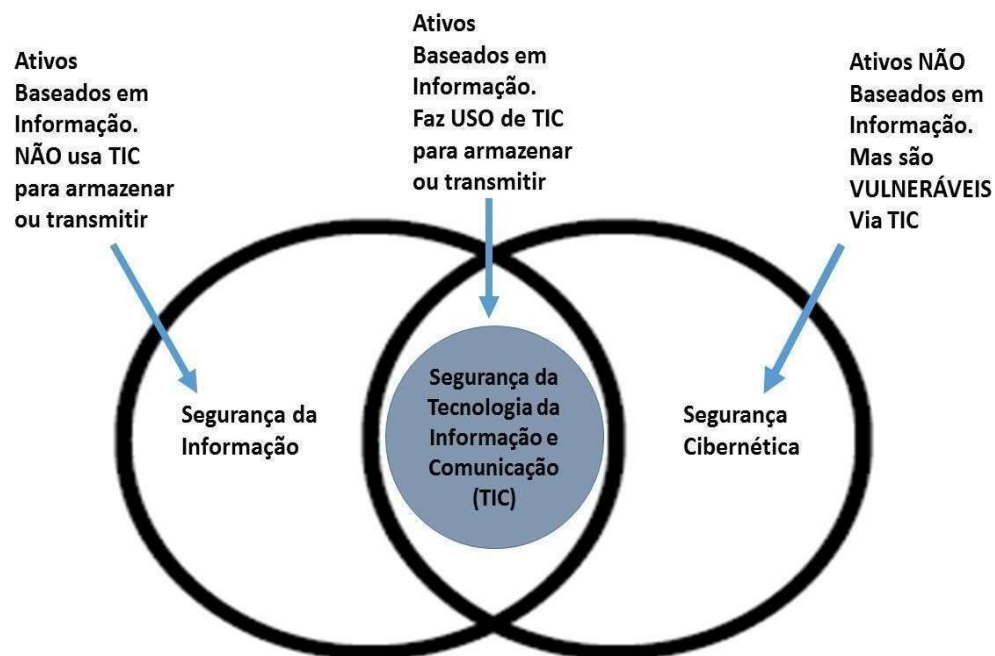 Ativos
Baseados em
Informação.
NÃO usa TIC
para armazenar
ou transmitir
Ativos
Baseados em
Informação.
Faz USO de TIC
para armazenar
ou transmitir
Ativos NÃO
Baseados em
Informação.
Mas são
VULNERÁVEIS
Via TIC
Segurança da
Informação
Segurança da
Tecnologia da
Informação e
Comunicação
(TIC)
Segurança
Cibernética